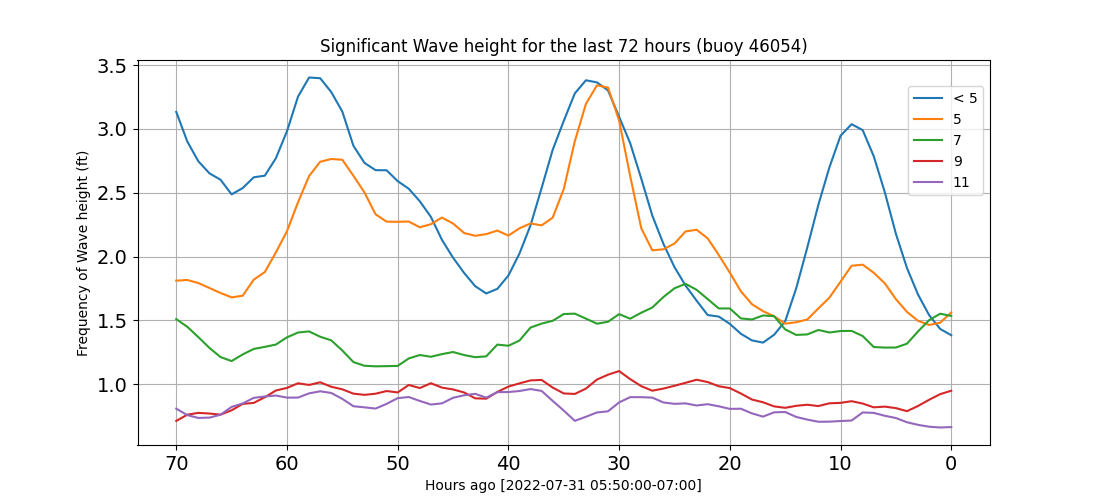 Significant Wave height for the last 72 hours (buoy 46054)
Frequency of Wave height (ft)
3.5
3.0
2.5
2.0
1.5
1.0
< 5
5
7
9
11
70 60 50 40 30 20 10 0
Hours ago [2022-07-31 05:50:00-07:00]